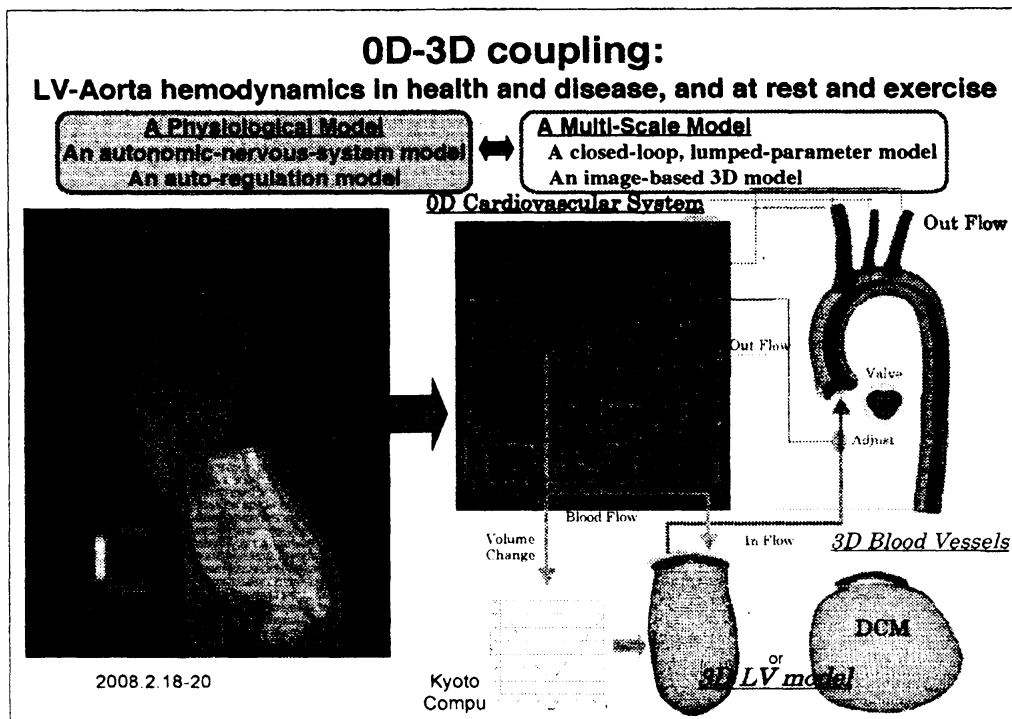 0D-3D coupling:
LV-Aorta hemodynamics in health and disease, and at rest and exercise
A Physiological Model
An autonomic-nervous-system model
An auto-regulation model
A Multi-Scale Model
A closed-loop, lumped-parameter model
An image-based 3D model
0D Cardiovascular System
Out Flow
Out Flow
Valve
Adjust
Blood Flow
Volume
Change
In Flow
3D Blood Vessels
DCM
or
3D LV model
2008.2.18-20
Kyoto
Compu